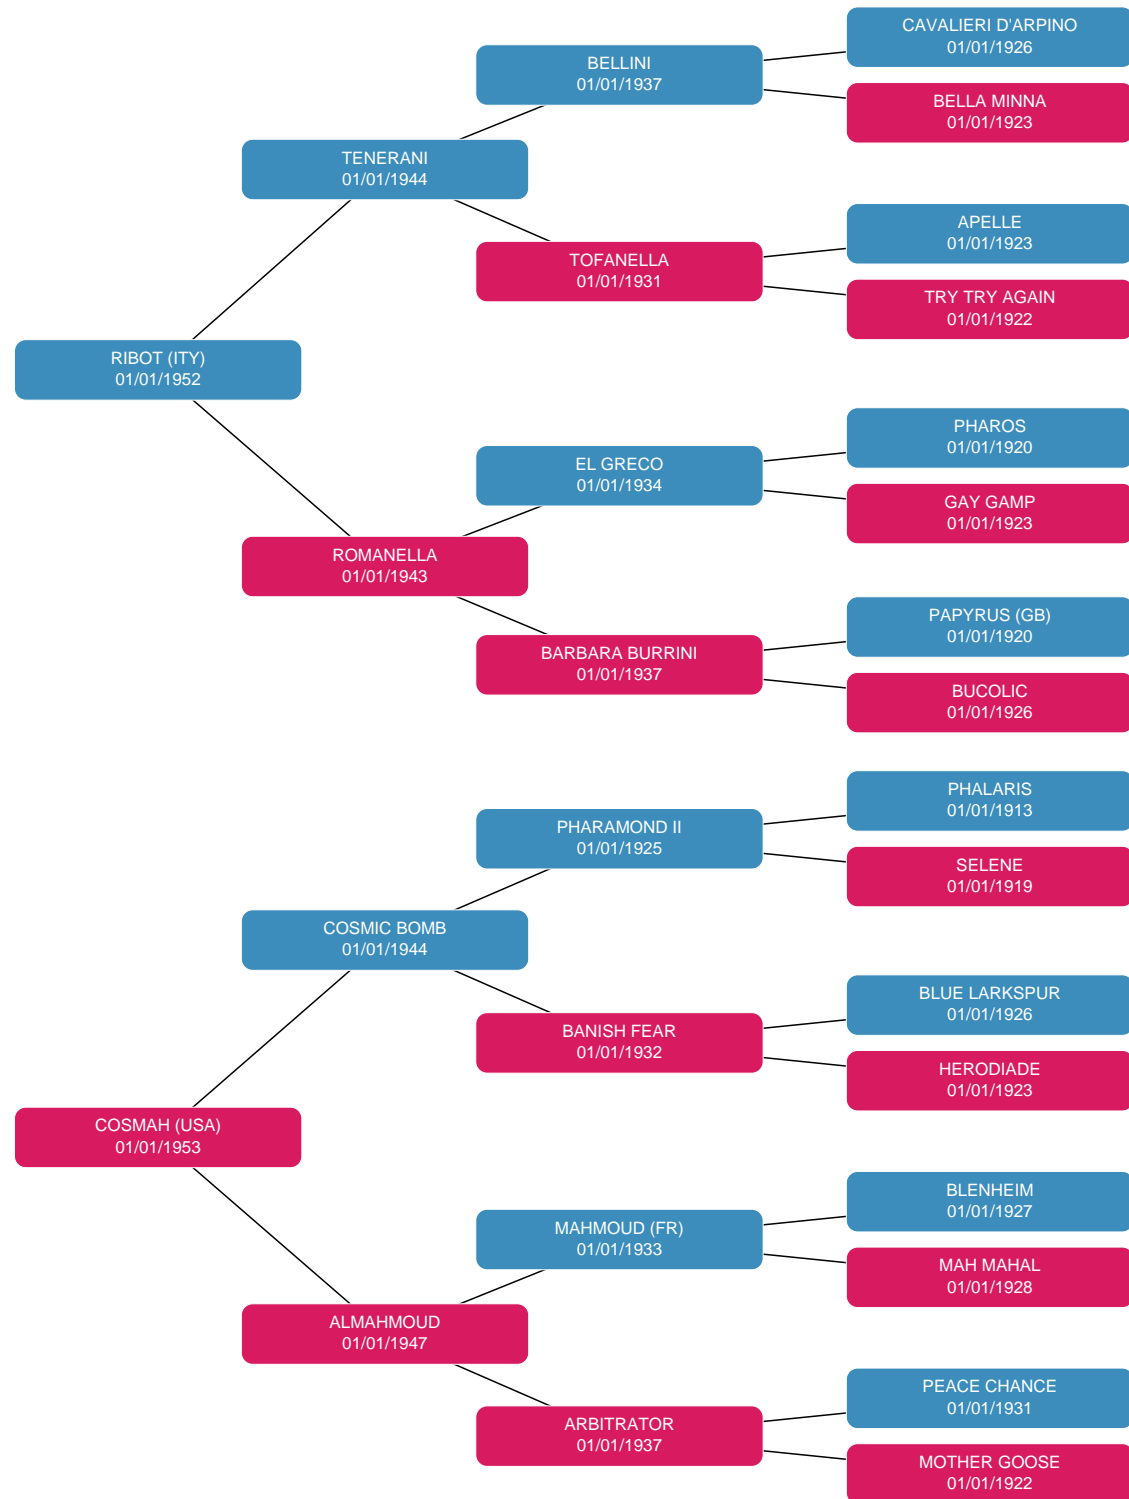 CAVALIERI D'ARPINO
01/01/1926
BELLINI
01/01/1937
BELLA MINNA
01/01/1923
TENERANI
01/01/1944
APELLE
01/01/1923
TOFANELLA
01/01/1931
TRY TRY AGAIN
01/01/1922
RIBOT (ITY)
01/01/1952
PHAROS
01/01/1920
EL GRECO
01/01/1934
GAY GAMP
01/01/1923
ROMANELLA
01/01/1943
PAPYRUS (GB)
01/01/1920
BARBARA BURRINI
01/01/1937
BUCOLIC
01/01/1926
PHALARIS
01/01/1913
PHARAMOND II
01/01/1925
SELENE
01/01/1919
COSMIC BOMB
01/01/1944
BLUE LARKSPUR
01/01/1926
BANISH FEAR
01/01/1932
HERODIADE
01/01/1923
COSMAH (USA)
01/01/1953
BLENHEIM
01/01/1927
MAHMOUD (FR)
01/01/1933
MAH MAHAL
01/01/1928
ALMAHMOUD
01/01/1947
PEACE CHANCE
01/01/1931
ARBITRATOR
01/01/1937
MOTHER GOOSE
01/01/1922